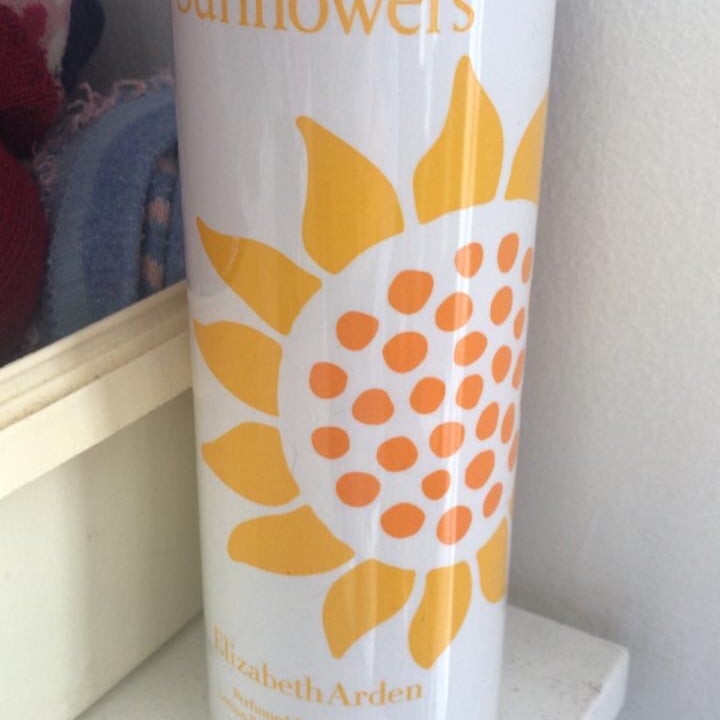 Sunflowers
Elizabeth Arden
Perfumed